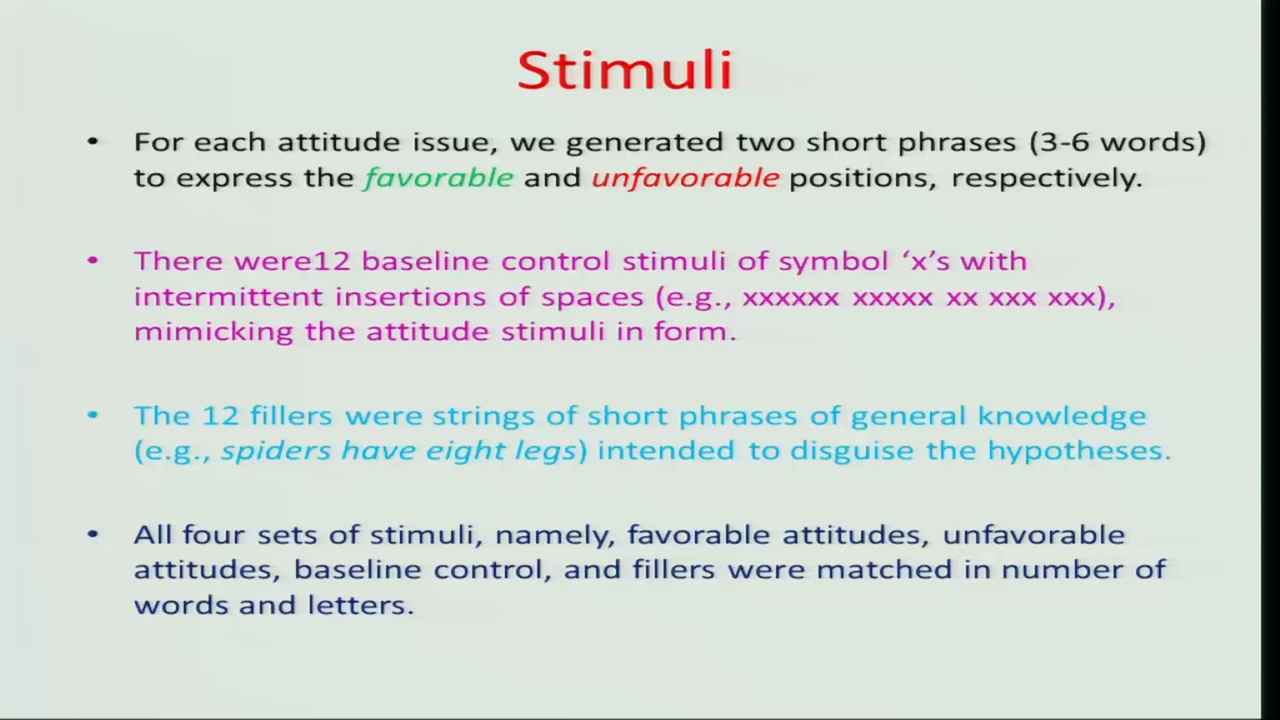 Stimuli
• For each attitude issue, we generated two short phrases (3-6 words)
to express the favorable and unfavorable positions, respectively.
• There were12 baseline control stimuli of symbol ‘x’s with
intermittent insertions of spaces (e.g., xxxxxx xxxxx xx xxx xxx),
mimicking the attitude stimuli in form.
• The 12 fillers were strings of short phrases of general knowledge
(e.g., spiders have eight legs) intended to disguise the hypotheses.
• All four sets of stimuli, namely, favorable attitudes, unfavorable
attitudes, baseline control, and fillers were matched in number of
words and letters.